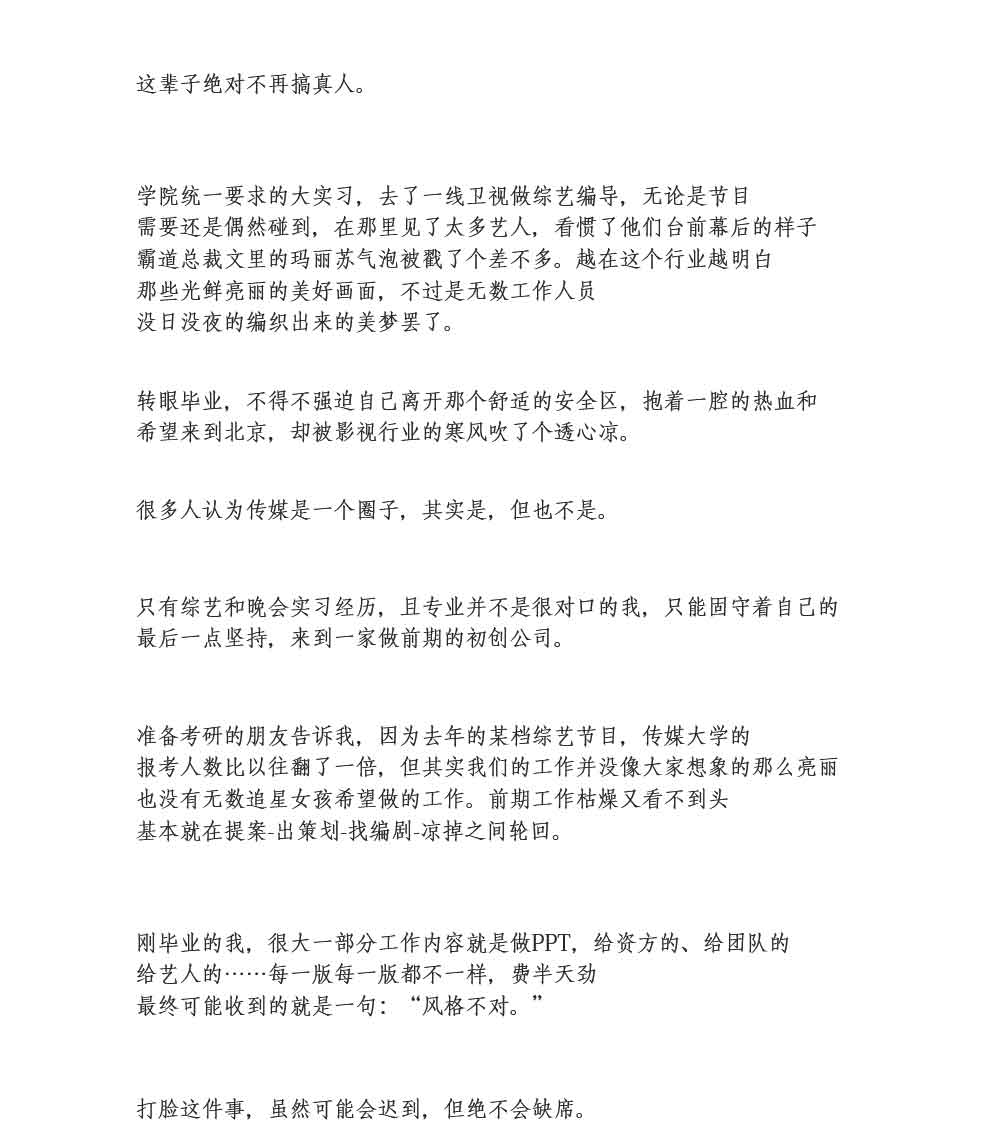 这辈子绝对不再搞真人。
学院统一要求的大实习，去了一线卫视做综艺编导，无论是节目
需要还是偶然碰到，在那里见了太多艺人，看惯了他们台前幕后的样子
霸道总裁文里的玛丽苏气泡被戳了个差不多。越在这个行业越明白
那些光鲜亮丽的美好画面，不过是无数工作人员
没日没夜的编织出来的美梦罢了。
转眼毕业，不得不强迫自己离开那个舒适的安全区，抱着一腔的热血和
希望来到北京，却被影视行业的寒风吹了个透心凉。
很多人认为传媒是一个圈子，其实是，但也不是。
只有综艺和晚会实习经历，且专业并不是很对口的我，只能固守着自己的
最后一点坚持，来到一家做前期的初创公司。
准备考研的朋友告诉我，因为去年的某档综艺节目，传媒大学的
报考人数比以往翻了一倍，但其实我们的工作并没像大家想象的那么亮丽
也没有无数追星女孩希望做的工作。前期工作枯燥又看不到头
基本就在提案-出策划-找编剧-凉掉之间轮回。
刚毕业的我，很大一部分工作内容就是做PPT，给资方的、给团队的
给艺人的……每一版每一版都不一样，费半天劲
最终可能收到的就是一句：“风格不对。”
打脸这件事，虽然可能会迟到，但绝不会缺席。